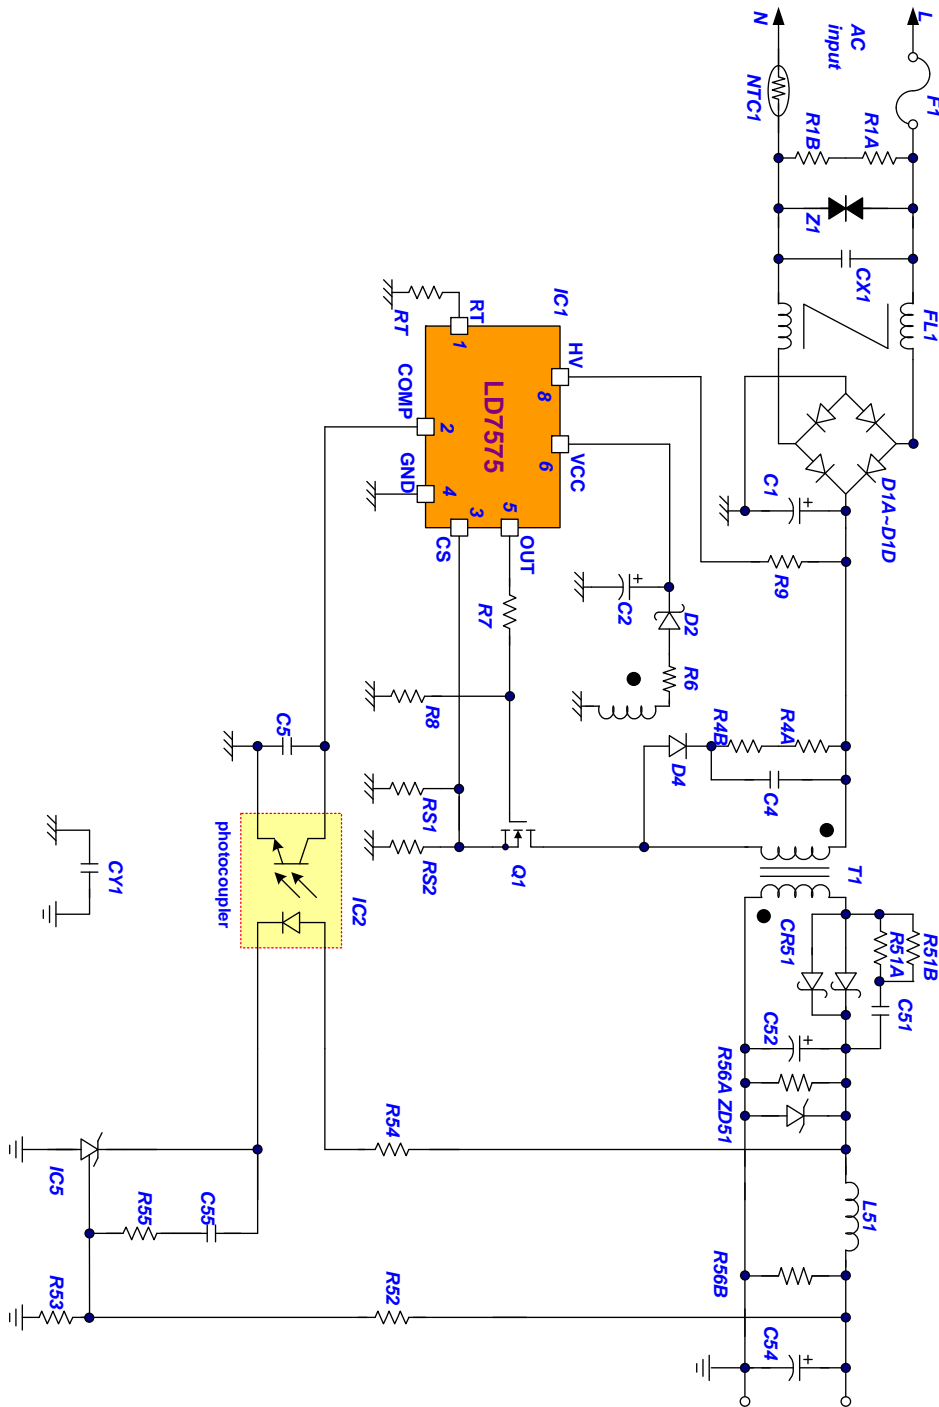 L
F1
AC
input
N
NTC1
R1A
R1B
Z1
CX1
FL1
D1A~D1D
C1
R9
R4A
R4B
C4
D4
T1
R51B
R51A
C51
CR51
C52
R56A
ZD51
L51
R56B
C54
IC1
HV
VCC
8
6
LD7575
RT
RT
1
COMP
2
GND
4
3
CS
5
OUT
C2
D2
R6
R7
R8
RS1
RS2
Q1
C5
photocoupler
IC2
CY1
R54
R52
IC5
R55
C55
R53